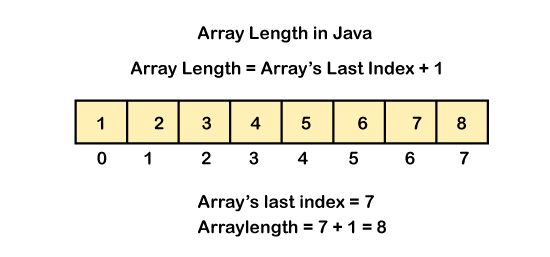 Array Length in Java
Array Length = Array's Last Index + 1
1 2 3 4 5 6 7 8
0 1 2 3 4 5 6 7
Array's last index = 7
Arraylength = 7 + 1 = 8